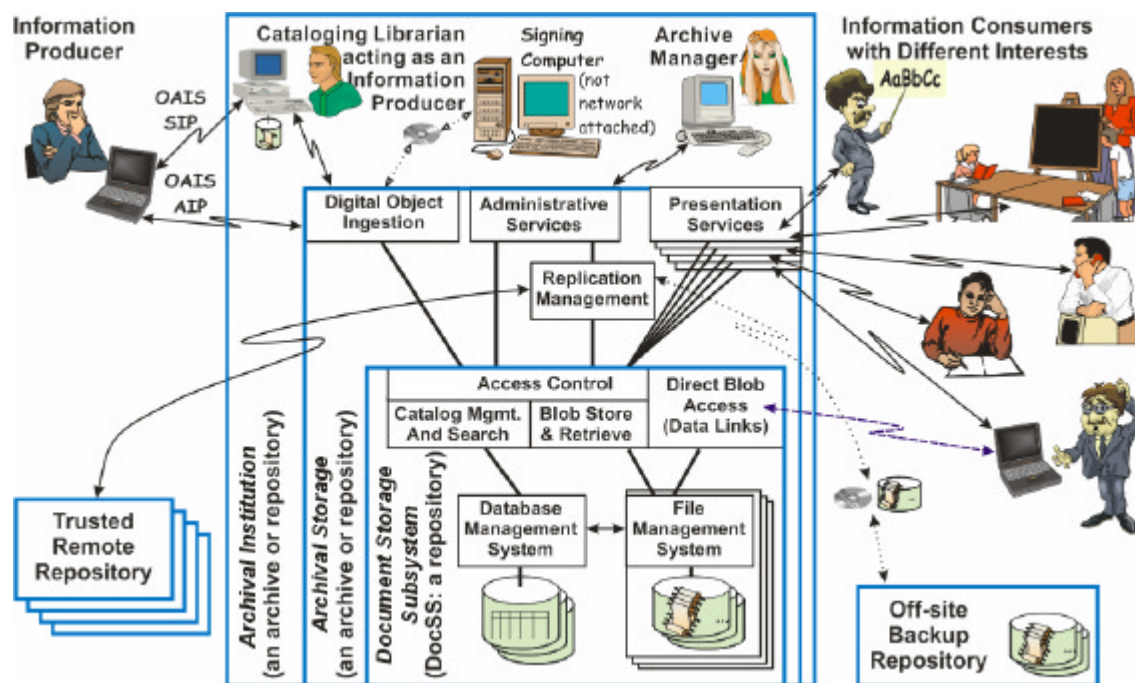 Information
Producer
Cataloging Librarian
acting as an
Information
Producer
Signing
Computer
(not
network
attached)
Archive
Manager
Information Consumers
with Different Interests
AaBbCc
OAIS
SIP
OAIS
AIP
Digital Object
Ingestion
Administrative
Services
Presentation
Services
Replication
Management
Access Control
Catalog Mgmt.
And Search
Blob Store
& Retrieve
Direct Blob
Access
(Data Links)
Database
Management
System
File
Management
System
Archival Institution
(an archive or repository)
Archival Storage
(an archive or repository)
Document Storage
Subsystem
(DocSS: a repository)
Trusted
Remote
Repository
Off-site
Backup
Repository